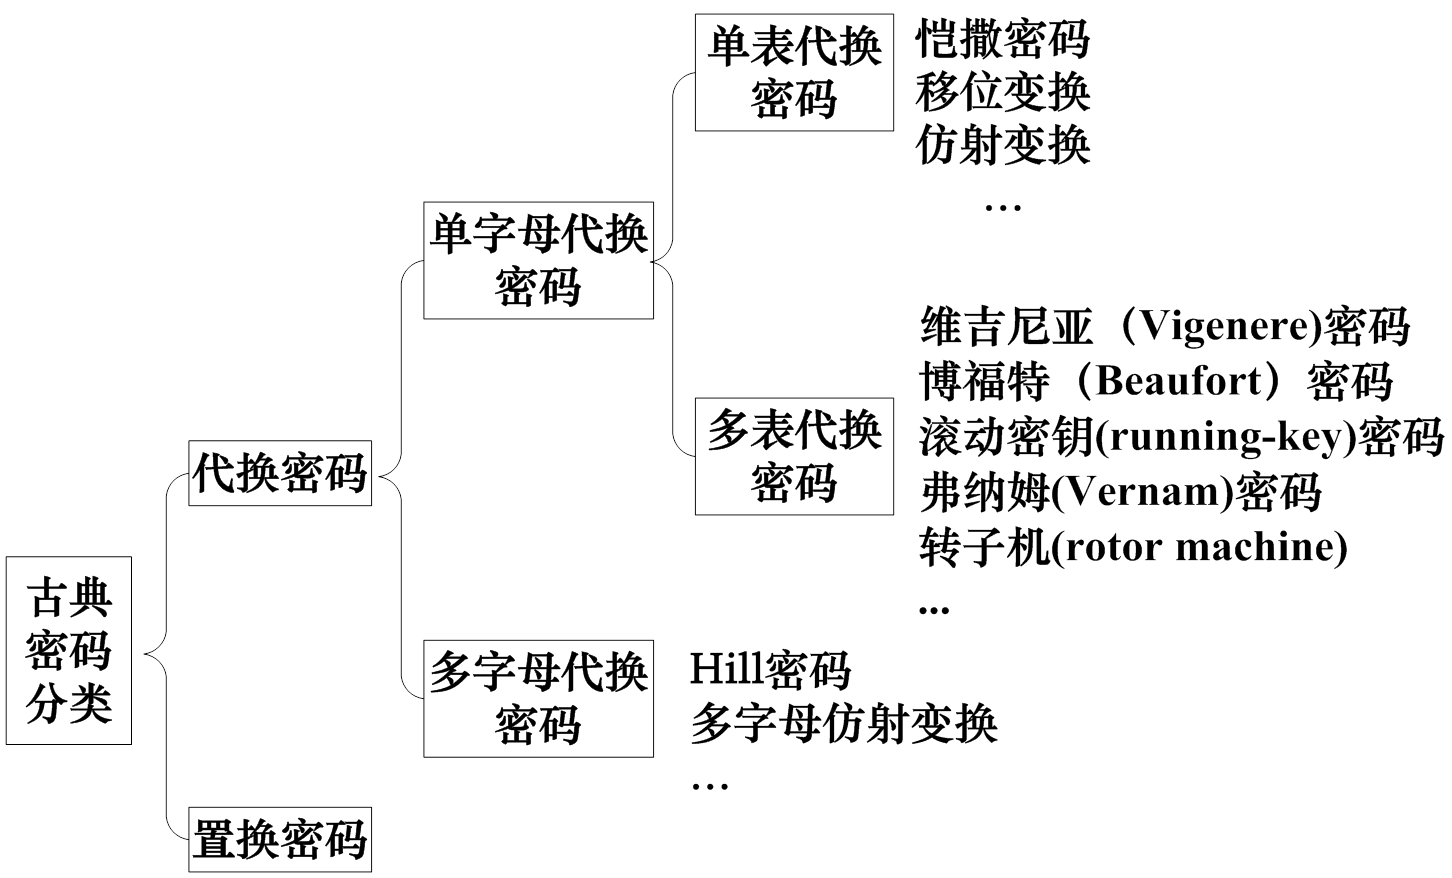 单表代换
密码
恺撒密码
移位变换
仿射变换
…
单字母代换
密码
维吉尼亚（Vigenere)密码
博福特（Beaufort）密码
滚动密钥(running-key)密码
弗纳姆(Vernam)密码
转子机(rotor machine)
...
多表代换
密码
代换密码
古典
密码
分类
多字母代换
密码
Hill密码
多字母仿射变换
…
置换密码